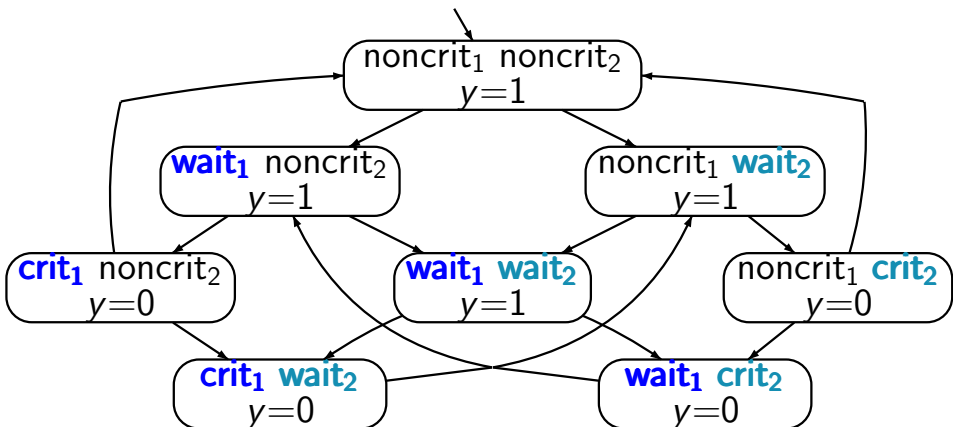 noncrit₁ noncrit₂
y=1
wait₁ noncrit₂
y=1
noncrit₁ wait₂
y=1
crit₁ noncrit₂
y=0
wait₁ wait₂
y=1
noncrit₁ crit₂
y=0
crit₁ wait₂
y=0
wait₁ crit₂
y=0